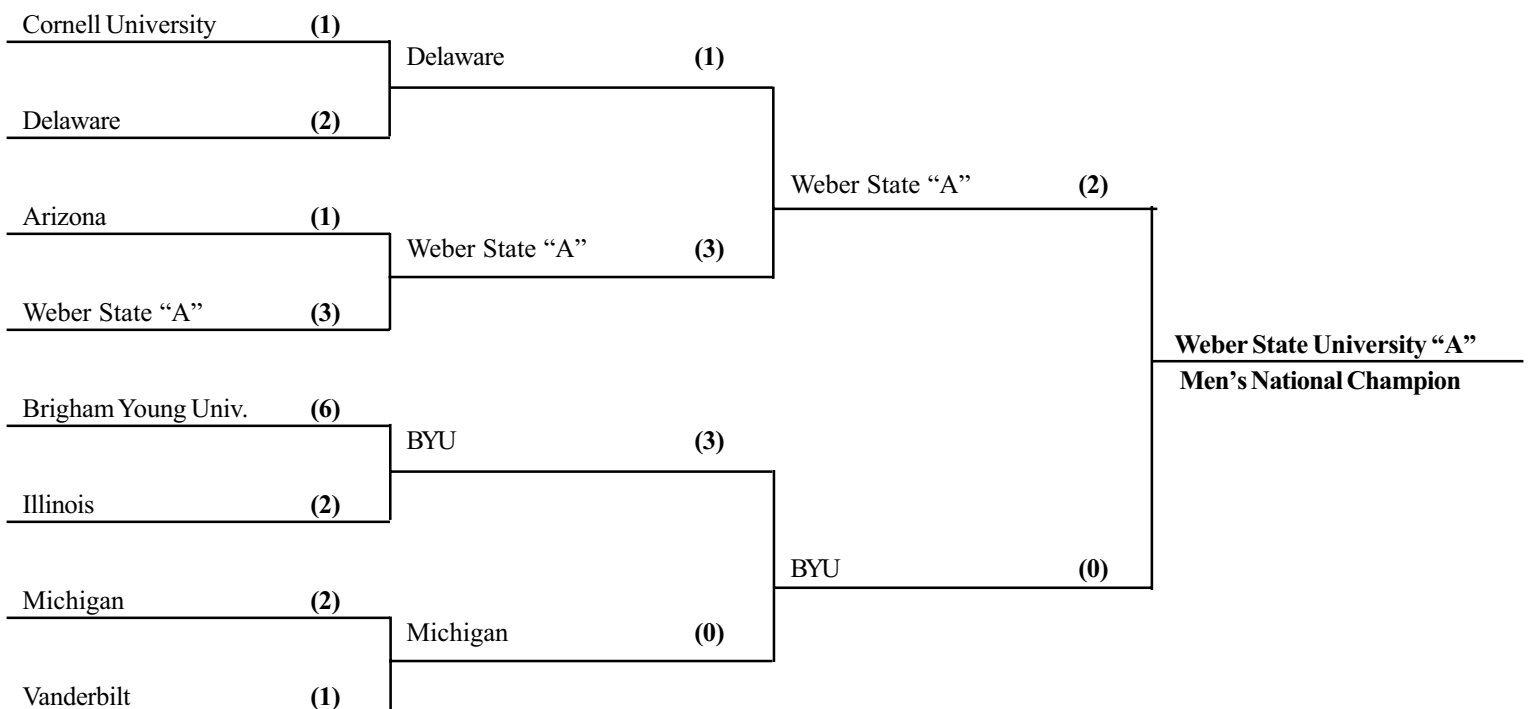 Cornell University (1)
Delaware (1)
Delaware (2)
Weber State “A” (2)
Arizona (1)
Weber State “A” (3)
Weber State “A” (3)
Weber State University “A”
Men’s National Champion
Brigham Young Univ. (6)
BYU (3)
Illinois (2)
BYU (0)
Michigan (2)
Michigan (0)
Vanderbilt (1)